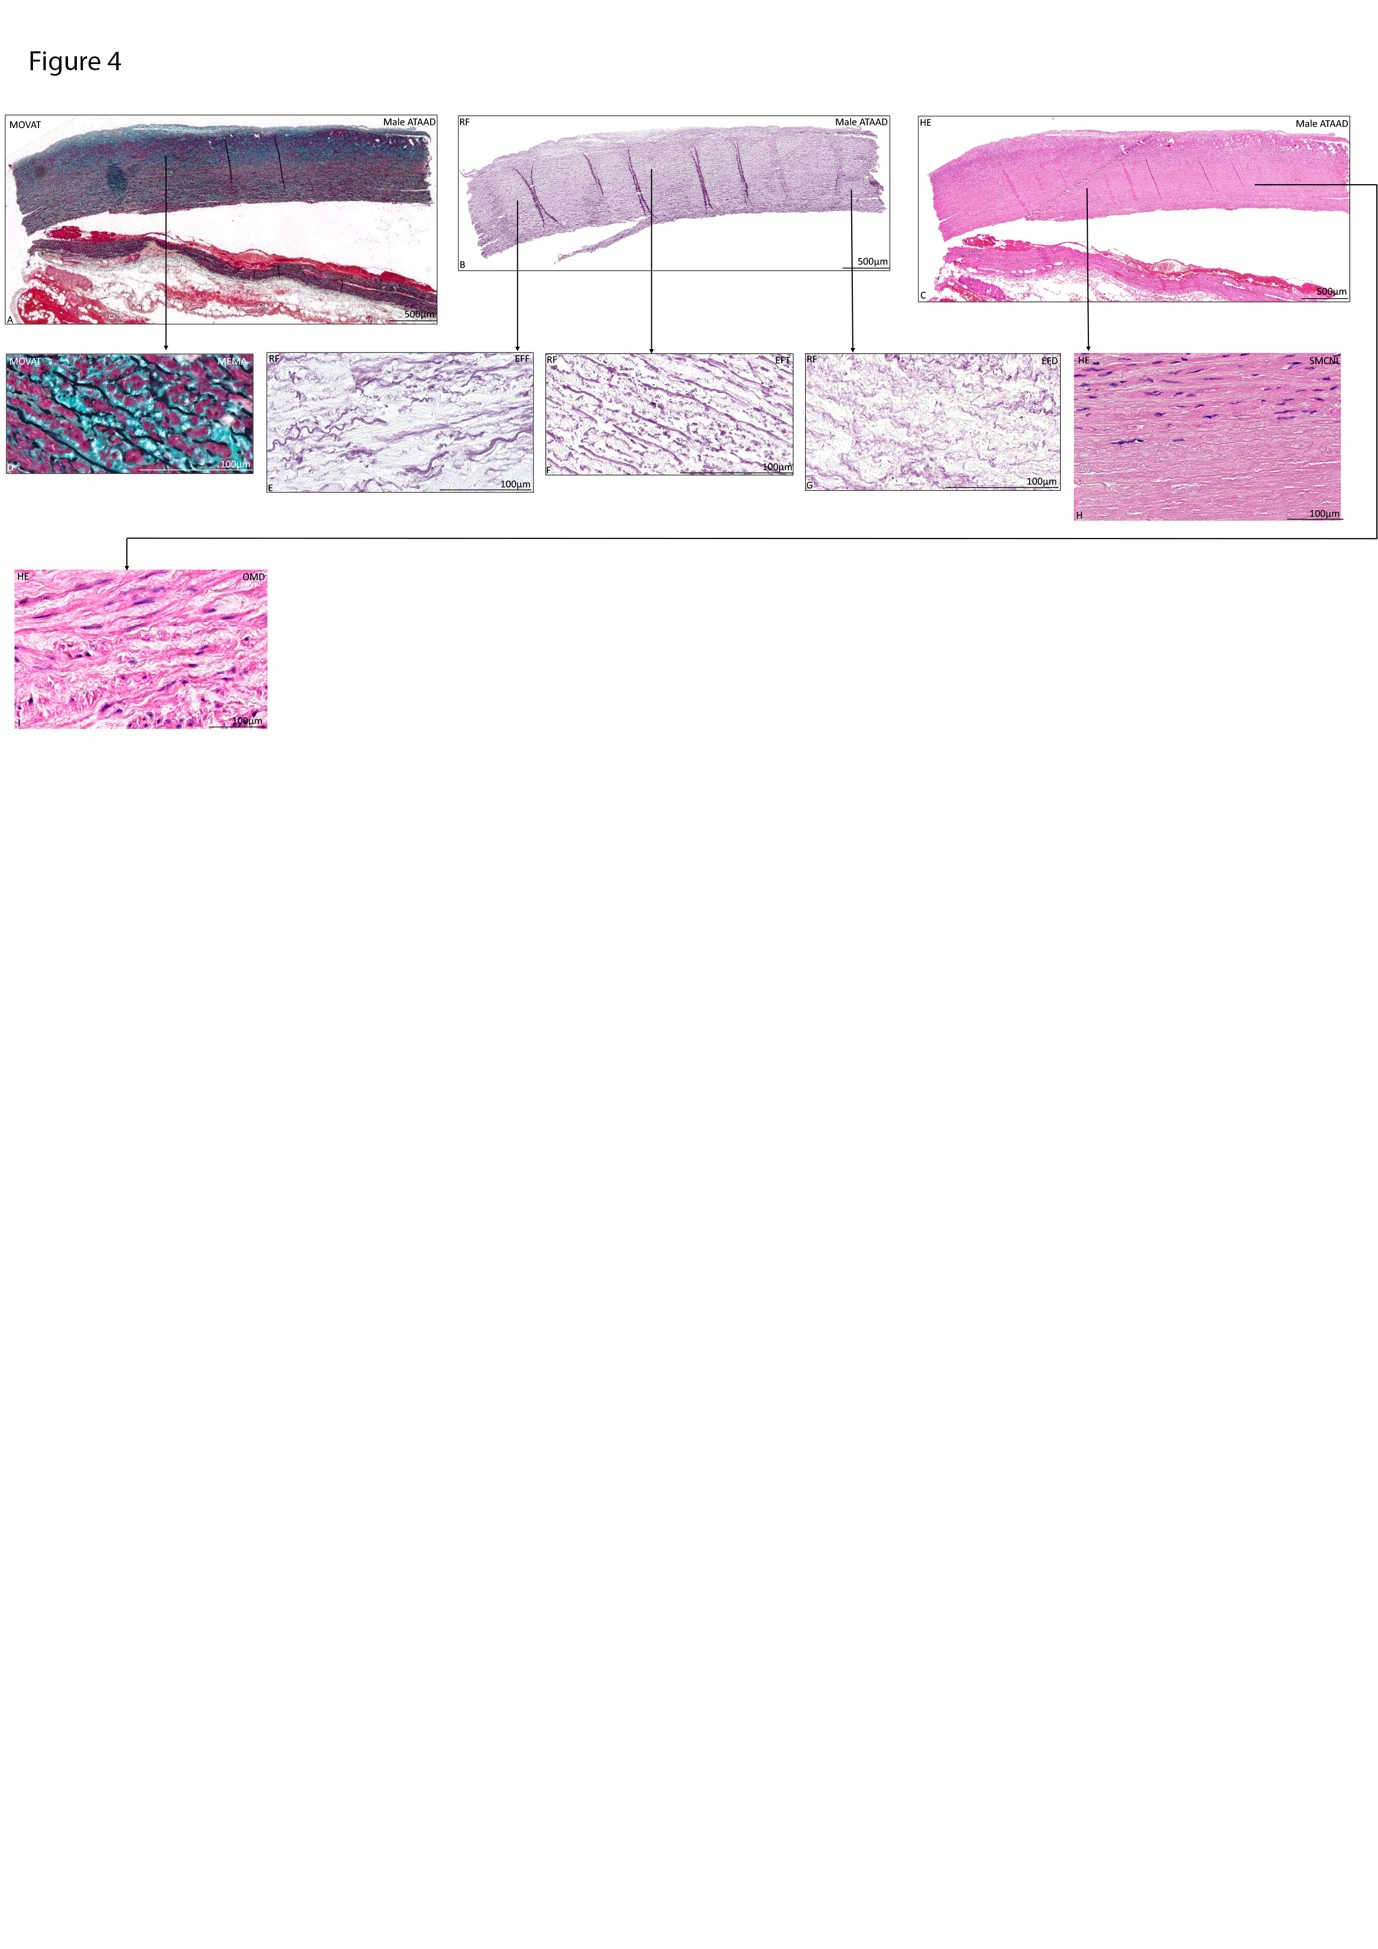 Figure 4
MOVAT
Male ATAAD
A
500µm
RF
Male ATAAD
B
500µm
HE
Male ATAAD
C
500µm
MOVAT
MEMA
D
100µm
RF
EFF
E
100µm
RF
EFT
F
100µm
RF
EFD
G
100µm
HE
SMCNL
H
100µm
HE
OMD
I
100µm